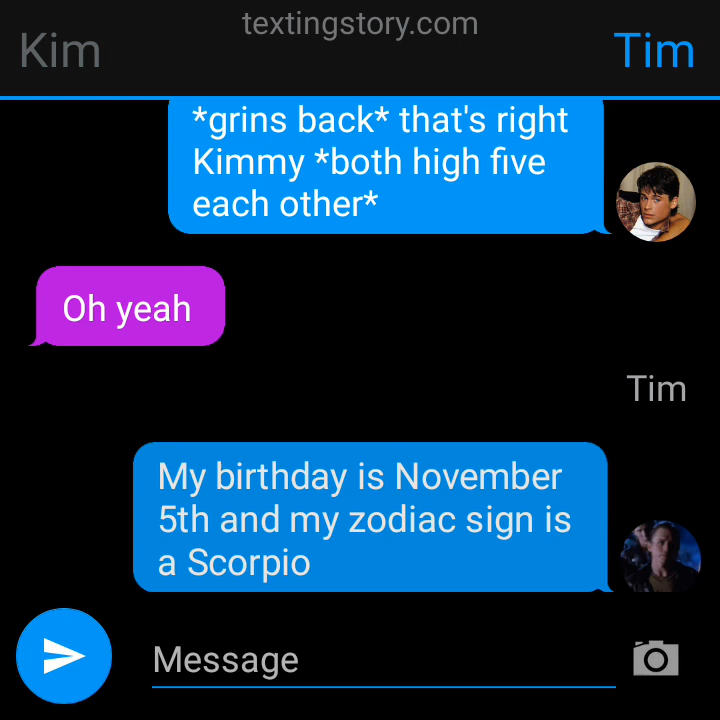 textingstory.com
Kim
Tim
*grins back* that's right
Kimmy *both high five
each other*
Oh yeah
Tim
My birthday is November
5th and my zodiac sign is
a Scorpio
Message